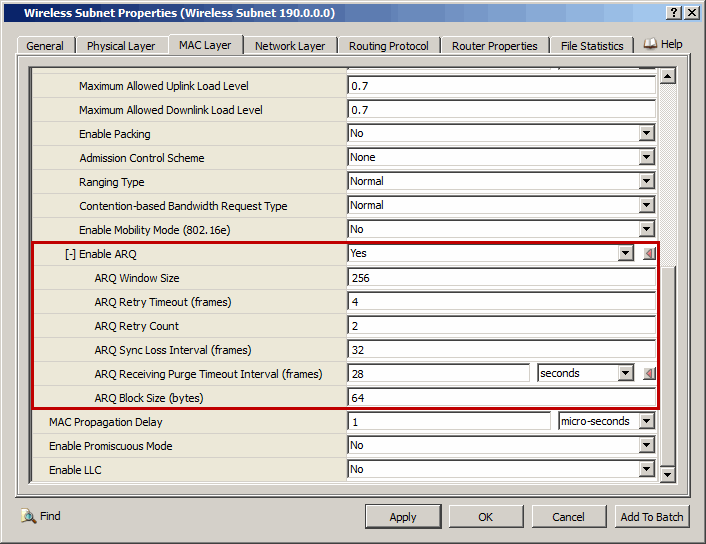 Wireless Subnet Properties (Wireless Subnet 190.0.0.0)
General Physical Layer MAC Layer Network Layer Routing Protocol Router Properties File Statistics Help
Maximum Allowed Uplink Load Level 0.7
Maximum Allowed Downlink Load Level 0.7
Enable Packing No
Admission Control Scheme None
Ranging Type Normal
Contention-based Bandwidth Request Type Normal
Enable Mobility Mode (802.16e) No
[-] Enable ARQ Yes
ARQ Window Size 256
ARQ Retry Timeout (frames) 4
ARQ Retry Count 2
ARQ Sync Loss Interval (frames) 32
ARQ Receiving Purge Timeout Interval (frames) 28 seconds
ARQ Block Size (bytes) 64
MAC Propagation Delay 1 micro-seconds
Enable Promiscuous Mode No
Enable LLC No
Find Apply OK Cancel Add To Batch